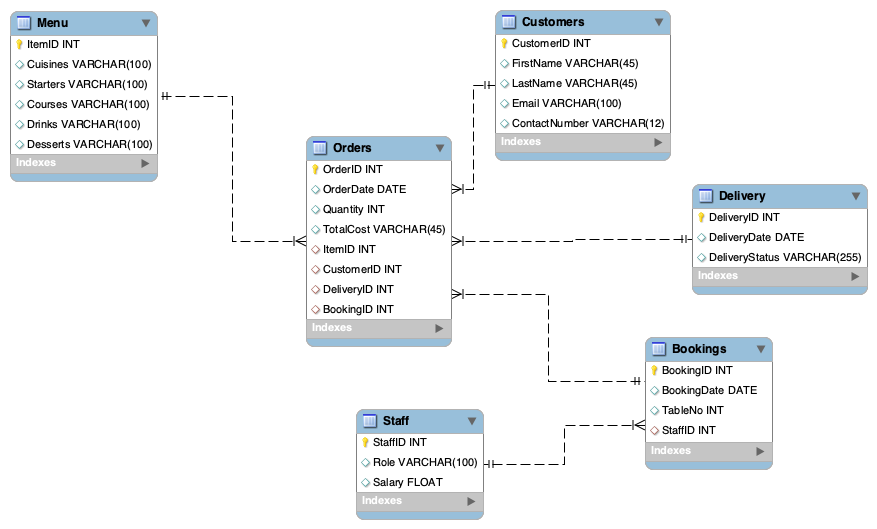 Menu
ItemID INT
Cuisines VARCHAR(100)
Starters VARCHAR(100)
Courses VARCHAR(100)
Drinks VARCHAR(100)
Desserts VARCHAR(100)
Indexes
Customers
CustomerID INT
FirstName VARCHAR(45)
LastName VARCHAR(45)
Email VARCHAR(100)
ContactNumber VARCHAR(12)
Indexes
Orders
OrderID INT
OrderDate DATE
Quantity INT
TotalCost VARCHAR(45)
ItemID INT
CustomerID INT
DeliveryID INT
BookingID INT
Indexes
Delivery
DeliveryID INT
DeliveryDate DATE
DeliveryStatus VARCHAR(255)
Indexes
Bookings
BookingID INT
BookingDate DATE
TableNo INT
StaffID INT
Indexes
Staff
StaffID INT
Role VARCHAR(100)
Salary FLOAT
Indexes